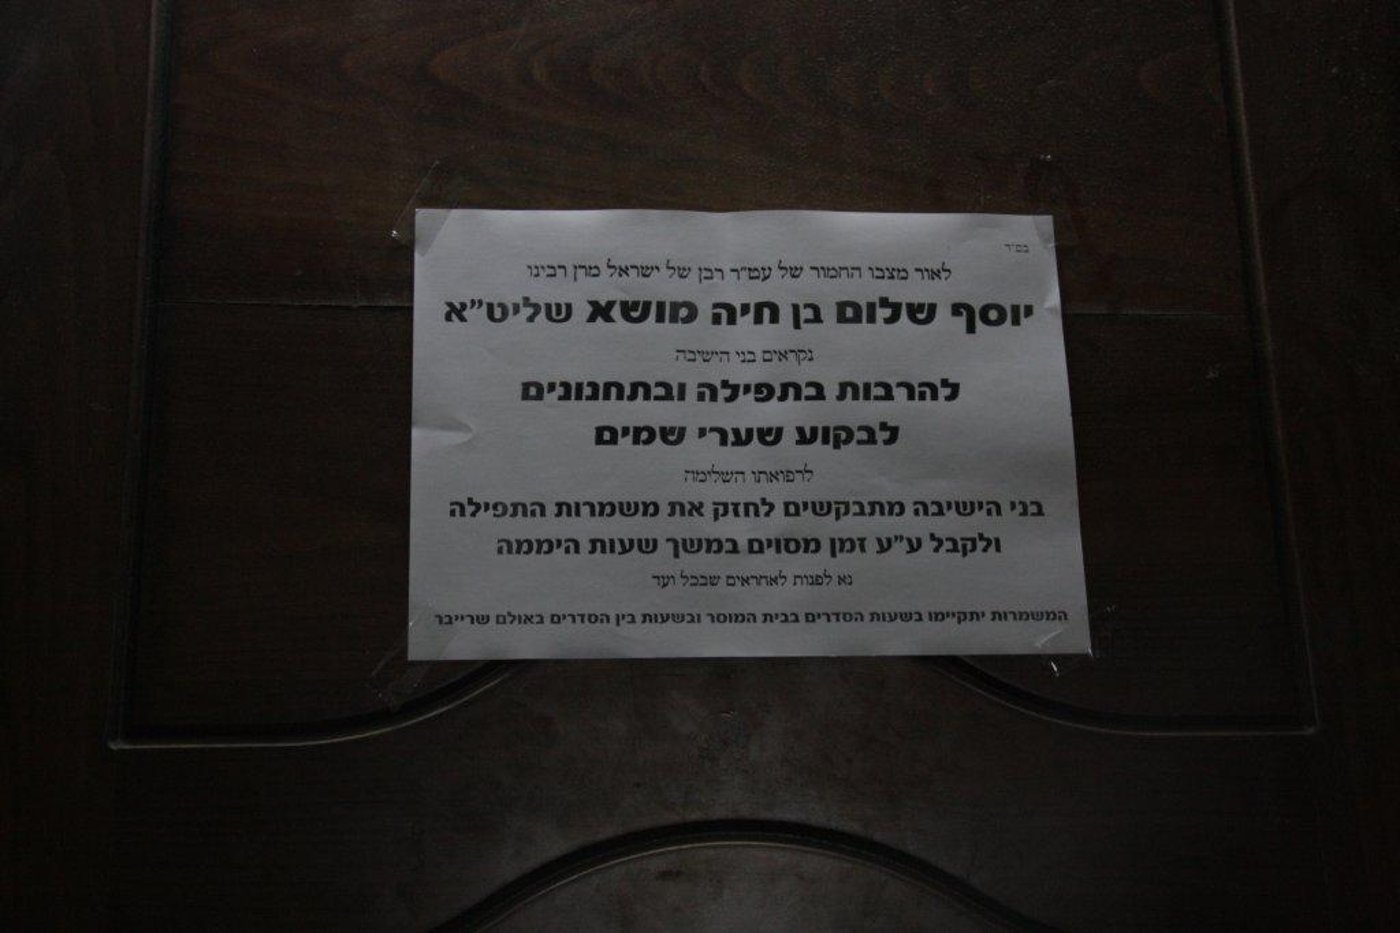 בס"ד
לאור מצבו החמור של עט"ר רבן של ישראל מרן רבינו
יוסף שלום בן חיה מושא שליט"א
נקראים בני הישיבה
להרבות בתפילה ובתחנונים
לבקוע שערי שמים
לרפואתו השלימה
בני הישיבה מתבקשים לחזק את משמרות התפילה
ולקבל ע"ע זמן מסוים במשך שעות היממה
נא לפנות לאחראים שבכל ועד
המשמרות יתקיימו בשעות הסדרים בבית המוסר ובשעות בין הסדרים באולם שרייבר